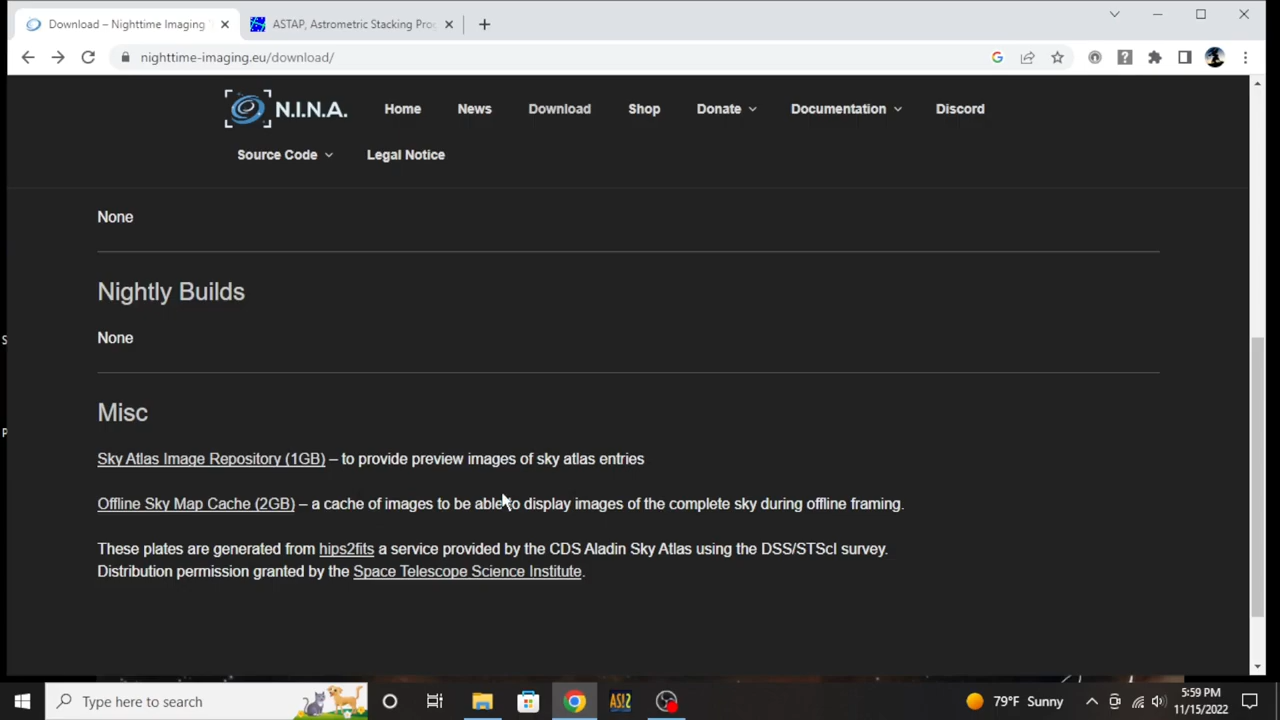 Download – Nighttime Imaging
ASTAP, Astrometric Stacking Pro
nighttime-imaging.eu/download/
N.I.N.A.
Home
News
Download
Shop
Donate
Documentation
Discord
Source Code
Legal Notice
None
Nightly Builds
None
Misc
Sky Atlas Image Repository (1GB) – to provide preview images of sky atlas entries
Offline Sky Map Cache (2GB) – a cache of images to be able to display images of the complete sky during offline framing.
These plates are generated from hips2fits a service provided by the CDS Aladin Sky Atlas using the DSS/STScI survey.
Distribution permission granted by the Space Telescope Science Institute.
Type here to search
AS!2
79°F Sunny
5:59 PM
11/15/2022